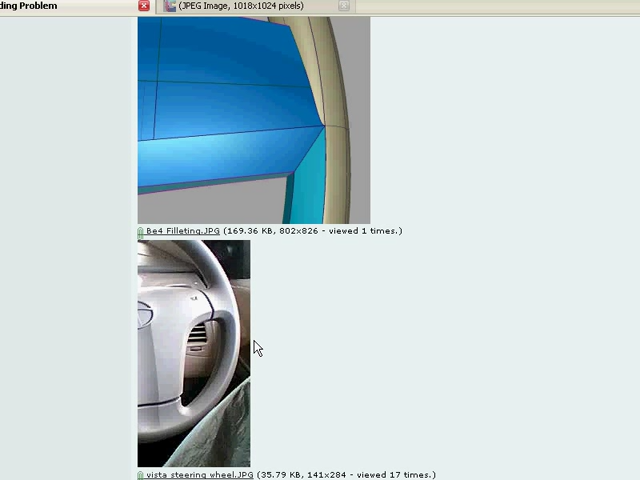 ding Problem
(JPEG Image, 1018x1024 pixels)
Be4 Filleting.JPG (169.36 KB, 802x826 - viewed 1 times.)
vista steering wheel.JPG (35.79 KB, 141x284 - viewed 17 times.)